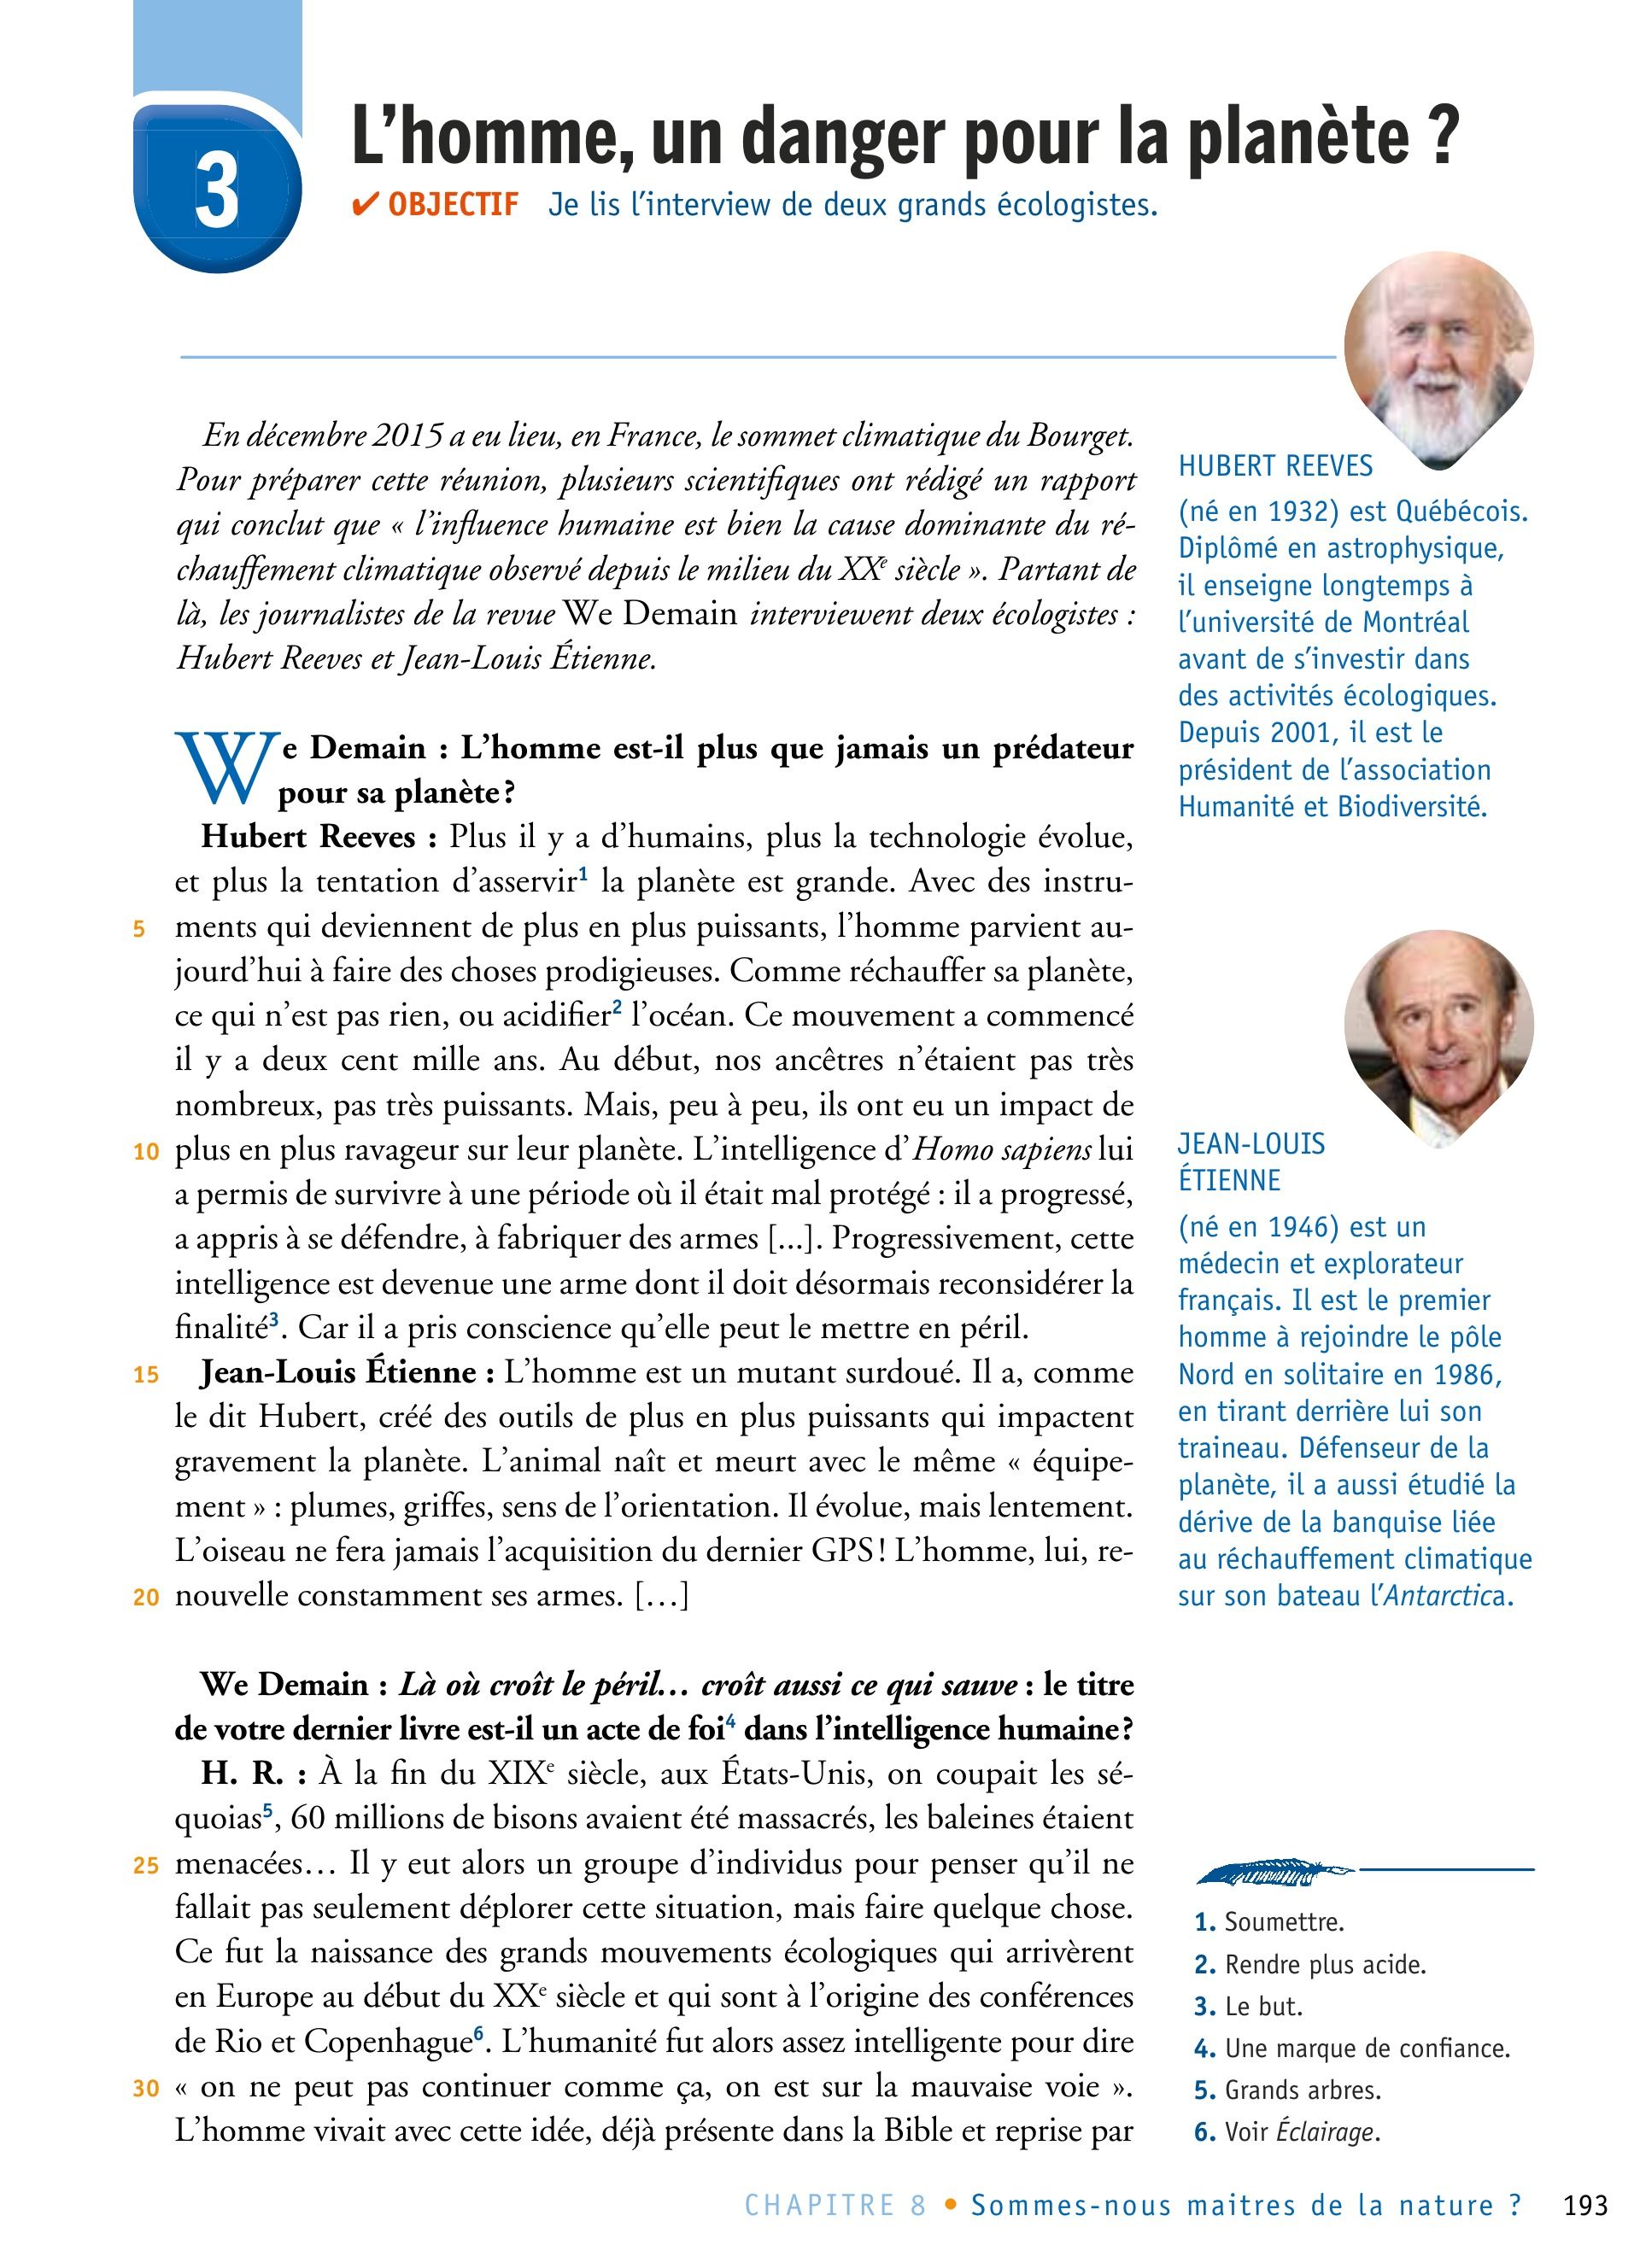 3
L’homme, un danger pour la planète ?
✔ OBJECTIF Je lis l’interview de deux grands écologistes.
En décembre 2015 a eu lieu, en France, le sommet climatique du Bourget.
Pour préparer cette réunion, plusieurs scientifiques ont rédigé un rapport
qui conclut que « l’influence humaine est bien la cause dominante du ré-
chauffement climatique observé depuis le milieu du XXe siècle ». Partant de
là, les journalistes de la revue We Demain interviewent deux écologistes :
Hubert Reeves et Jean-Louis Étienne.
We Demain : L’homme est-il plus que jamais un prédateur
pour sa planète ?
Hubert Reeves : Plus il y a d’humains, plus la technologie évolue,
et plus la tentation d’asservir1 la planète est grande. Avec des instru-
5 ments qui deviennent de plus en plus puissants, l’homme parvient au-
jourd’hui à faire des choses prodigieuses. Comme réchauffer sa planète,
ce qui n’est pas rien, ou acidifier2 l’océan. Ce mouvement a commencé
il y a deux cent mille ans. Au début, nos ancêtres n’étaient pas très
nombreux, pas très puissants. Mais, peu à peu, ils ont eu un impact de
10 plus en plus ravageur sur leur planète. L’intelligence d’Homo sapiens lui
a permis de survivre à une période où il était mal protégé : il a progressé,
a appris à se défendre, à fabriquer des armes [...]. Progressivement, cette
intelligence est devenue une arme dont il doit désormais reconsidérer la
finalité3. Car il a pris conscience qu’elle peut le mettre en péril.
15 Jean-Louis Étienne : L’homme est un mutant surdoué. Il a, comme
le dit Hubert, créé des outils de plus en plus puissants qui impactent
gravement la planète. L’animal naît et meurt avec le même « équipe-
ment » : plumes, griffes, sens de l’orientation. Il évolue, mais lentement.
L’oiseau ne fera jamais l’acquisition du dernier GPS ! L’homme, lui, re-
20 nouvelle constamment ses armes. […]
We Demain : Là où croît le péril… croît aussi ce qui sauve : le titre
de votre dernier livre est-il un acte de foi4 dans l’intelligence humaine ?
H. R. : À la fin du XIXe siècle, aux États-Unis, on coupait les sé-
quoias5, 60 millions de bisons avaient été massacrés, les baleines étaient
25 menacées… Il y eut alors un groupe d’individus pour penser qu’il ne
fallait pas seulement déplorer cette situation, mais faire quelque chose.
Ce fut la naissance des grands mouvements écologiques qui arrivèrent
en Europe au début du XXe siècle et qui sont à l’origine des conférences
de Rio et Copenhague6. L’humanité fut alors assez intelligente pour dire
30 « on ne peut pas continuer comme ça, on est sur la mauvaise voie ».
L’homme vivait avec cette idée, déjà présente dans la Bible et reprise par
HUBERT REEVES
(né en 1932) est Québécois.
Diplômé en astrophysique,
il enseigne longtemps à
l’université de Montréal
avant de s’investir dans
des activités écologiques.
Depuis 2001, il est le
président de l’association
Humanité et Biodiversité.
JEAN-LOUIS
ÉTIENNE
(né en 1946) est un
médecin et explorateur
français. Il est le premier
homme à rejoindre le pôle
Nord en solitaire en 1986,
en tirant derrière lui son
traineau. Défenseur de la
planète, il a aussi étudié la
dérive de la banquise liée
au réchauffement climatique
sur son bateau l’Antarctica.
1. Soumettre.
2. Rendre plus acide.
3. Le but.
4. Une marque de confiance.
5. Grands arbres.
6. Voir Éclairage.
CHAPITRE 8 • Sommes-nous maitres de la nature ? 193